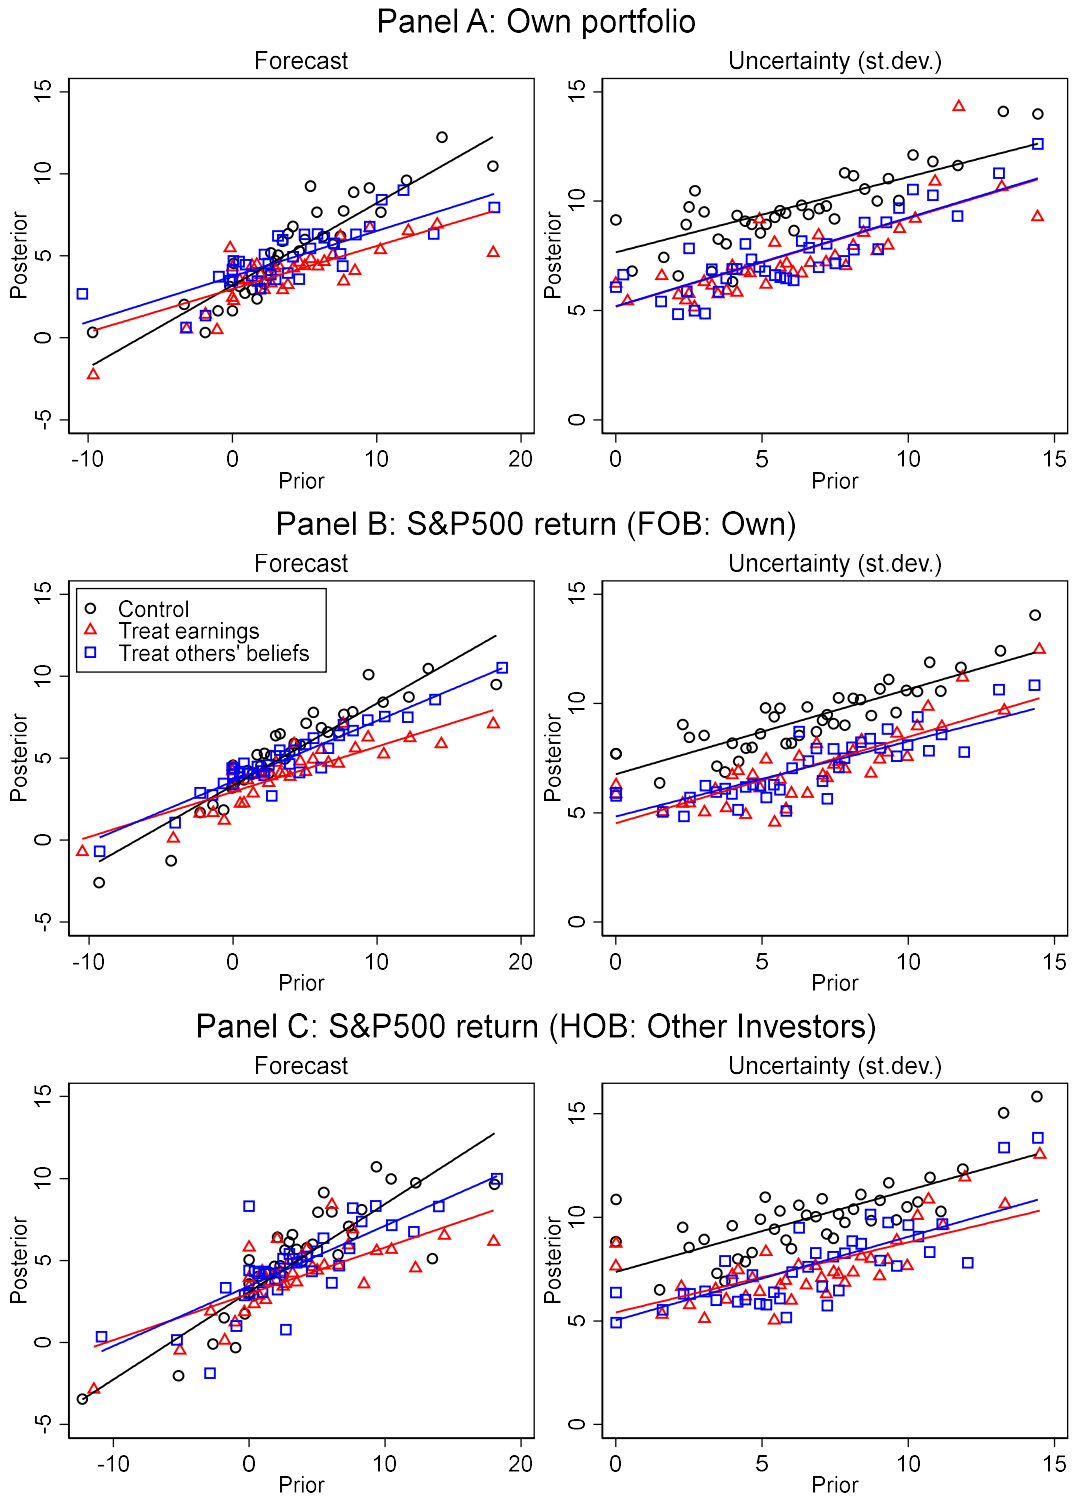 Panel A: Own portfolio
Forecast
Uncertainty (st.dev.)
Posterior
-5 0 5 10 15
-10 0 10 20
Prior
Posterior
0 5 10 15
0 5 10 15
Prior
Panel B: S&P500 return (FOB: Own)
Forecast
Uncertainty (st.dev.)
Control
Treat earnings
Treat others' beliefs
Posterior
-5 0 5 10 15
-10 0 10 20
Prior
Posterior
0 5 10 15
0 5 10 15
Prior
Panel C: S&P500 return (HOB: Other Investors)
Forecast
Uncertainty (st.dev.)
Posterior
-5 0 5 10 15
-10 0 10 20
Prior
Posterior
0 5 10 15
0 5 10 15
Prior